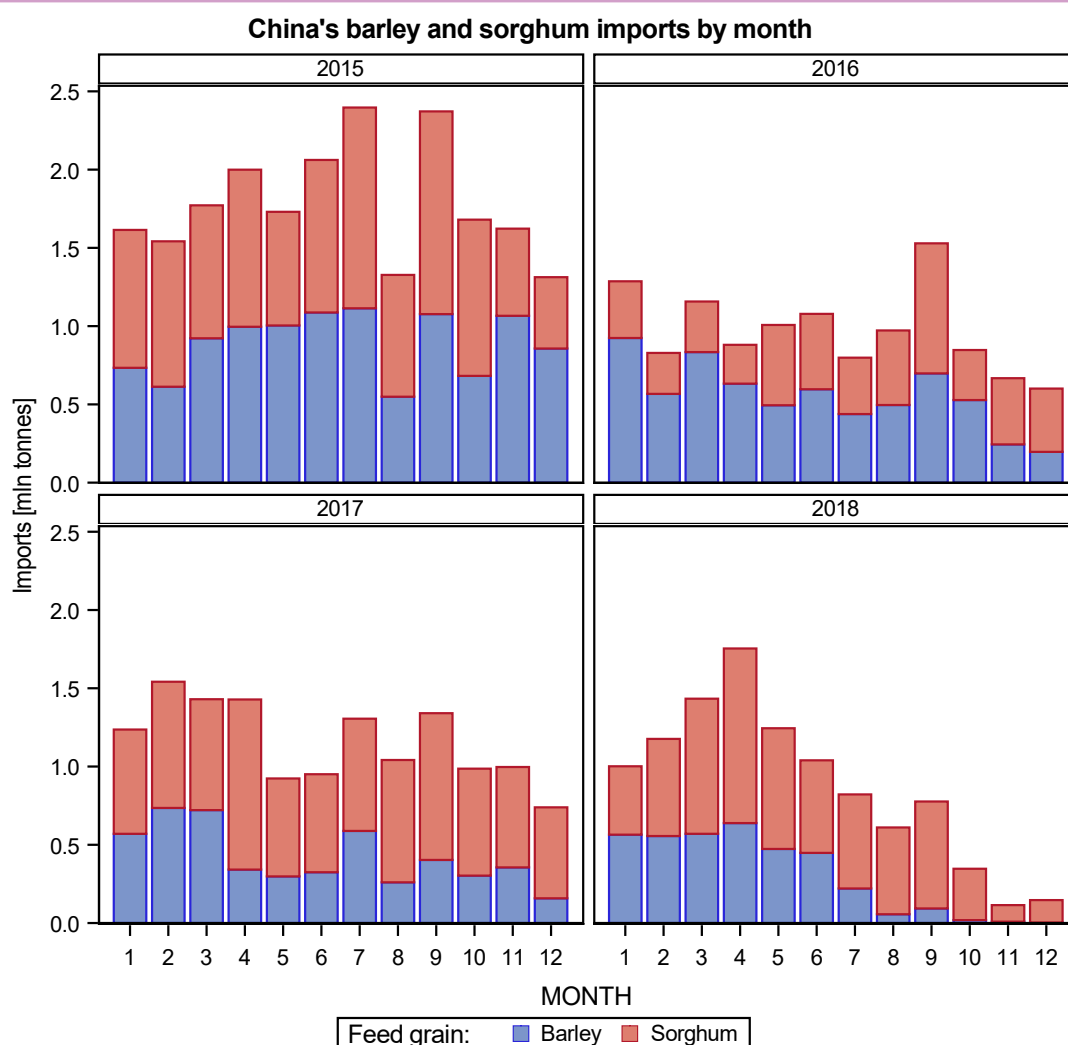 China's barley and sorghum imports by month
2015 2016
2.5
2.0
1.5
1.0
0.5
0.0
2017 2018
Imports [mln tonnes]
2.5
2.0
1.5
1.0
0.5
0.0
1 2 3 4 5 6 7 8 9 10 11 12 1 2 3 4 5 6 7 8 9 10 11 12
MONTH
Feed grain: Barley Sorghum